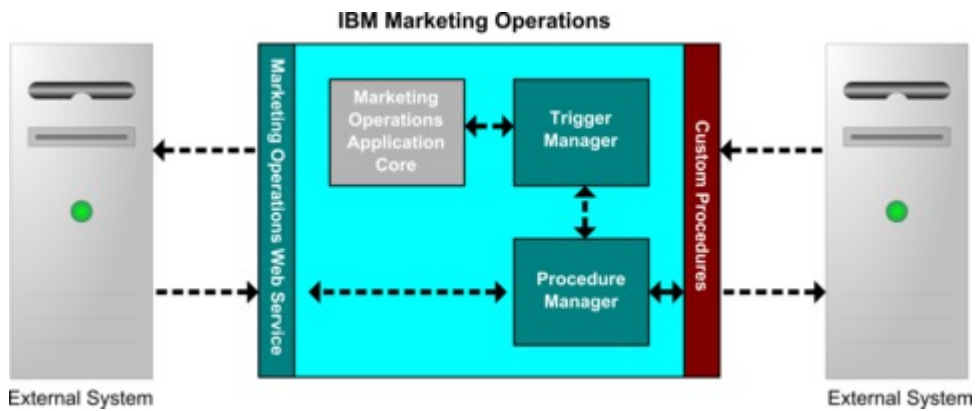 IBM Marketing Operations
Marketing Operations Web Service
Marketing
Operations
Application
Core
Trigger
Manager
Procedure
Manager
Custom Procedures
External System
External System